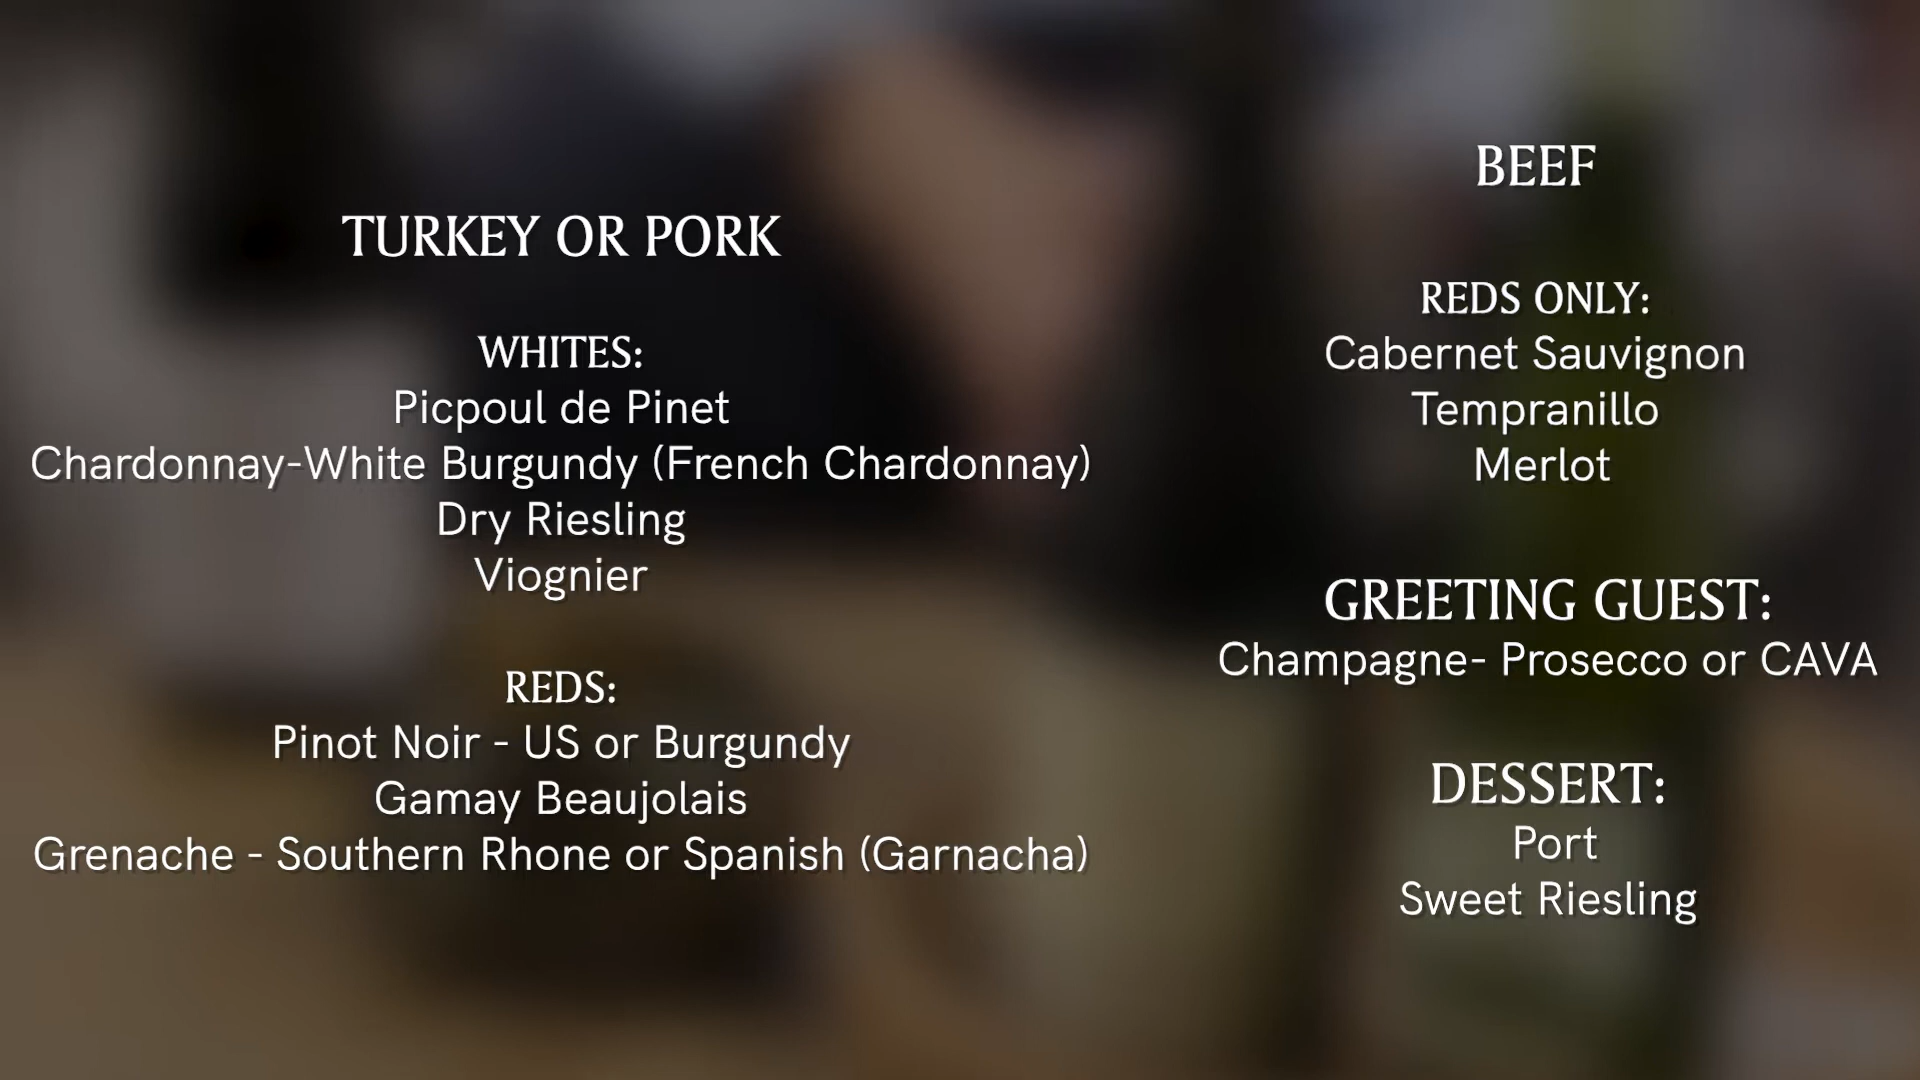 TURKEY OR PORK
WHITES:
Picpoul de Pinet
Chardonnay-White Burgundy (French Chardonnay)
Dry Riesling
Viognier
REDS:
Pinot Noir - US or Burgundy
Gamay Beaujolais
Grenache - Southern Rhone or Spanish (Garnacha)
BEEF
REDS ONLY:
Cabernet Sauvignon
Tempranillo
Merlot
GREETING GUEST:
Champagne- Prosecco or CAVA
DESSERT:
Port
Sweet Riesling